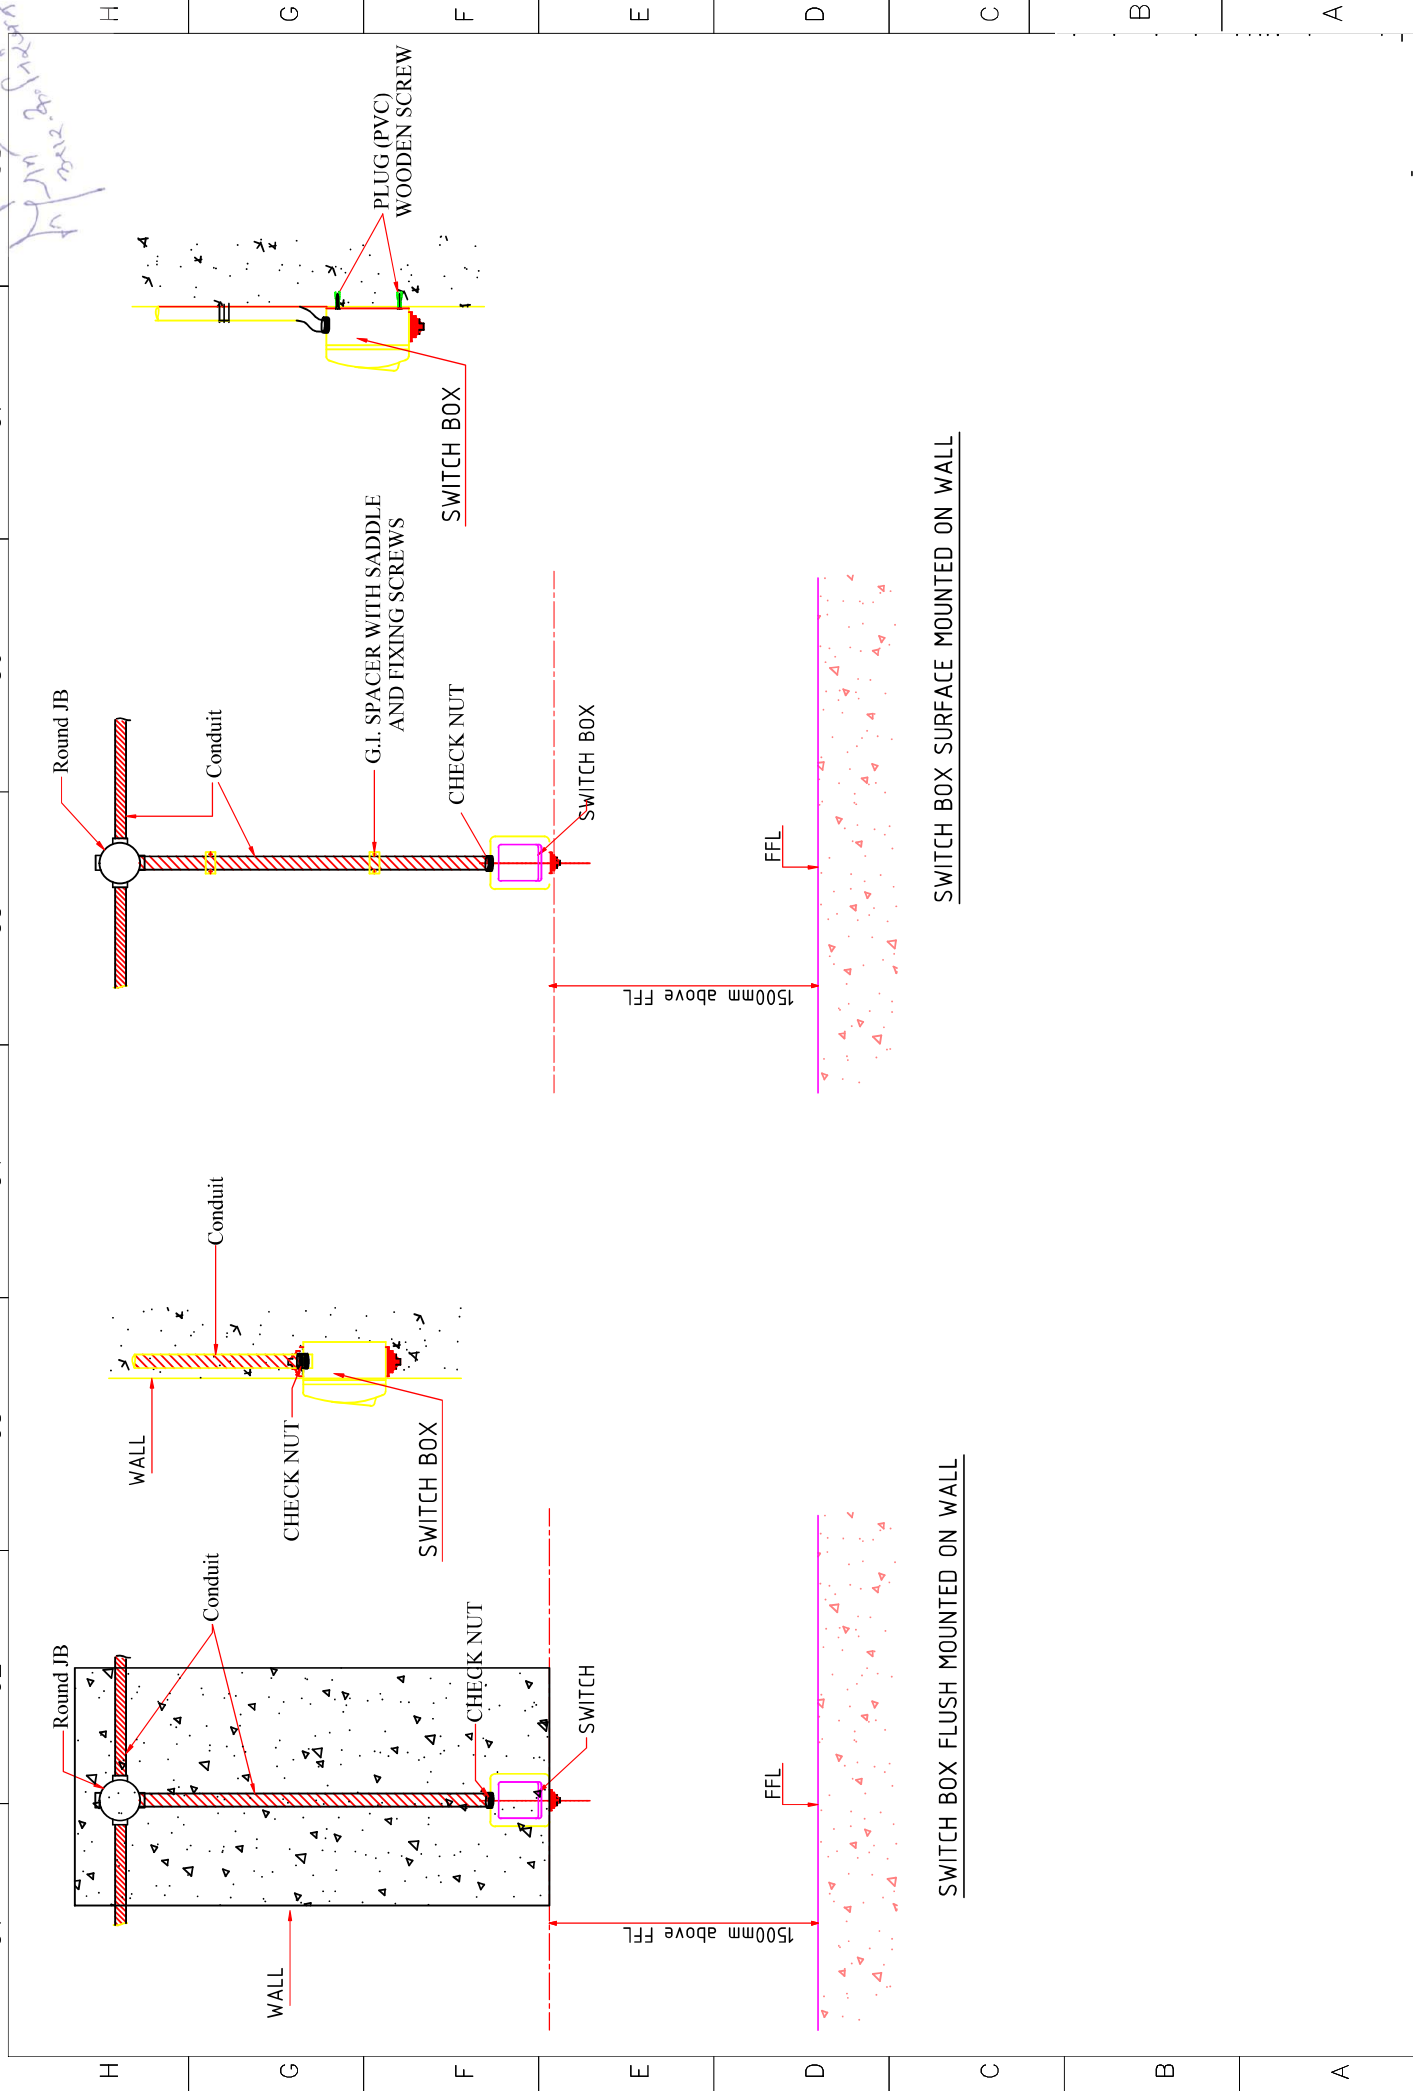 H
G
F
E
D
C
B
A
Round JB
Conduit
WALL
CHECK NUT
SWITCH
1500mm above FFL
FFL
SWITCH BOX FLUSH MOUNTED ON WALL
WALL
Conduit
CHECK NUT
SWITCH BOX
Round JB
Conduit
G.I. SPACER WITH SADDLE
AND FIXING SCREWS
CHECK NUT
SWITCH BOX
1500mm above FFL
FFL
SWITCH BOX SURFACE MOUNTED ON WALL
PLUG (PVC)
WOODEN SCREW
SWITCH BOX
H
G
F
E
D
C
B
A